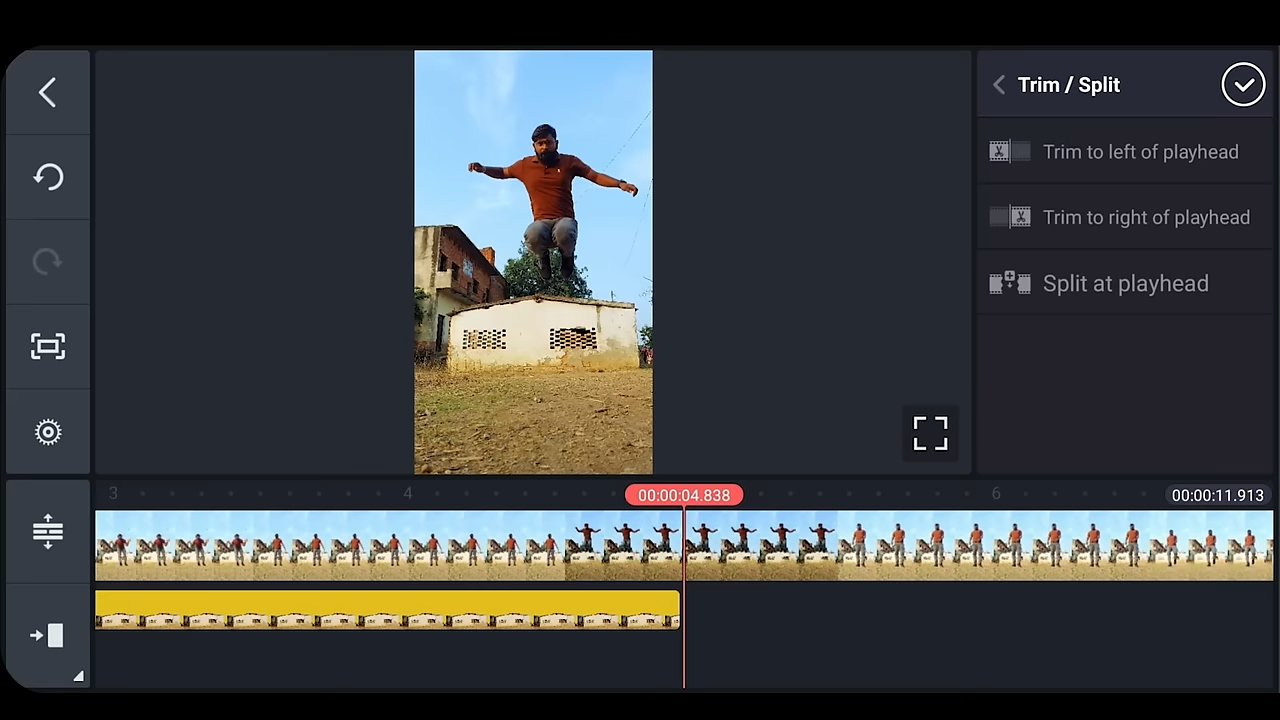 Trim / Split
Trim to left of playhead
Trim to right of playhead
Split at playhead
3
4
00:00:04.838
6
00:00:11.913